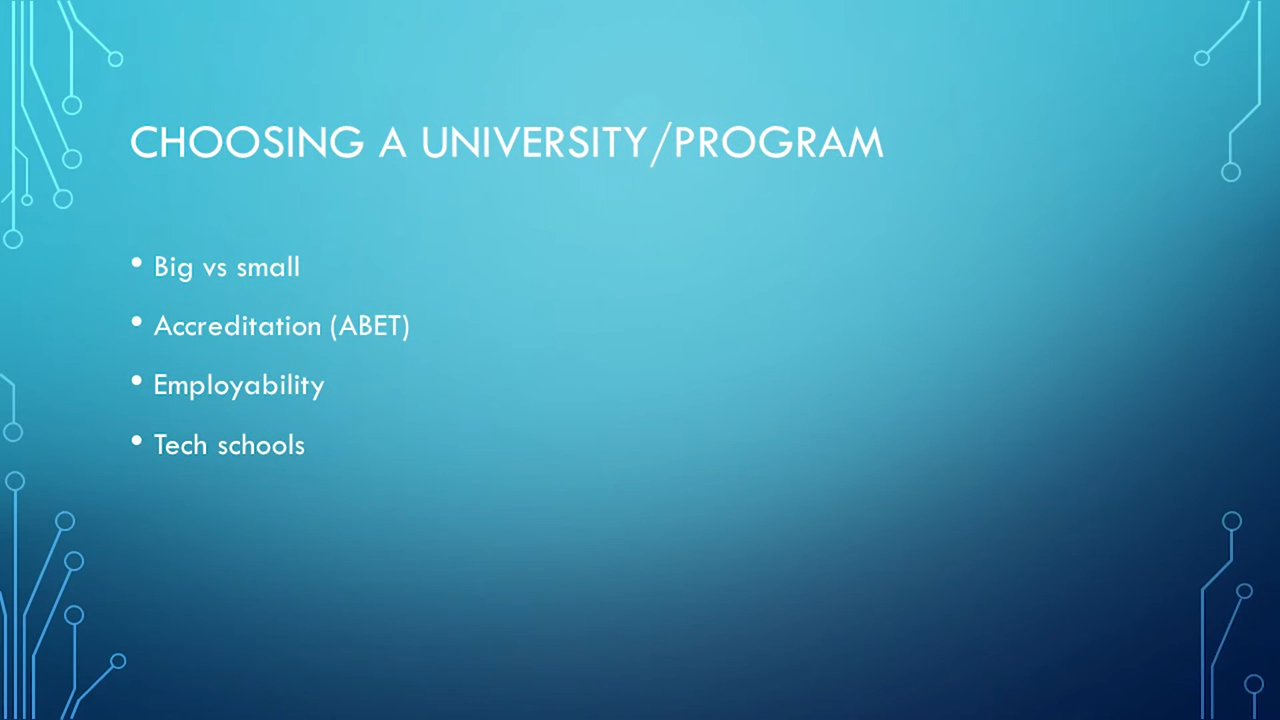 CHOOSING A UNIVERSITY/PROGRAM
• Big vs small
• Accreditation (ABET)
• Employability
• Tech schools